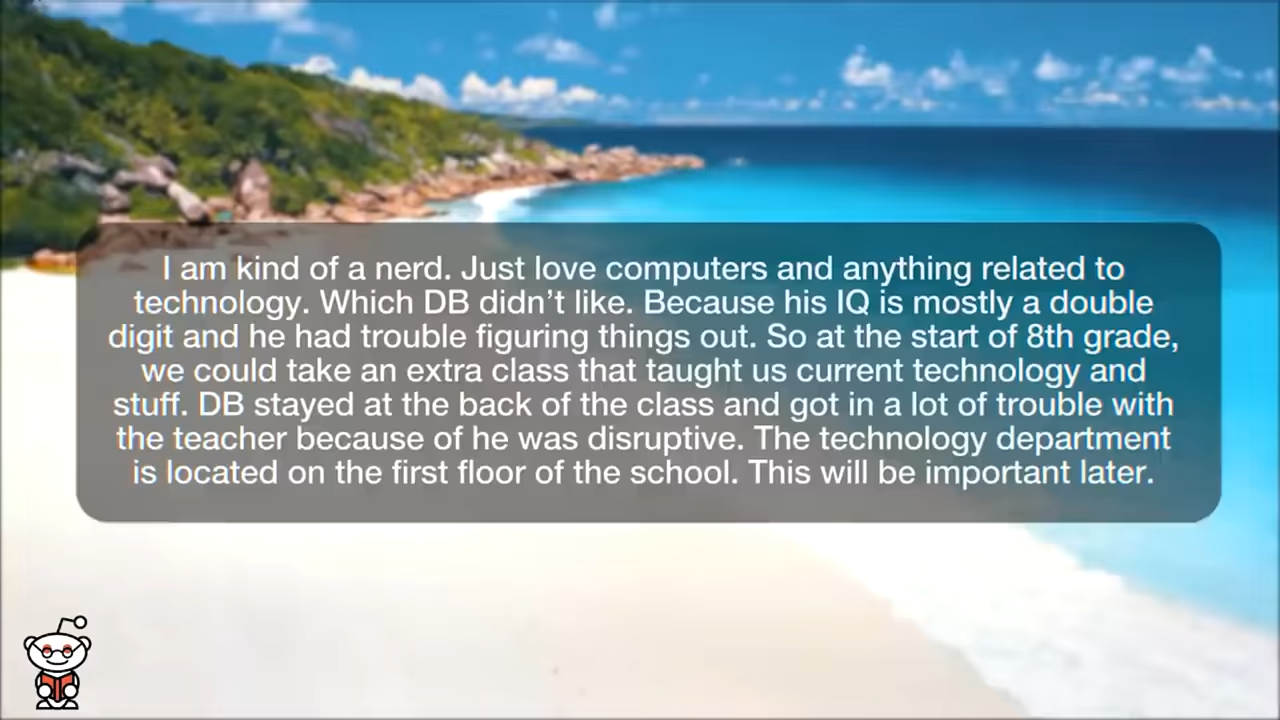 I am kind of a nerd. Just love computers and anything related to
technology. Which DB didn’t like. Because his IQ is mostly a double
digit and he had trouble figuring things out. So at the start of 8th grade,
we could take an extra class that taught us current technology and
stuff. DB stayed at the back of the class and got in a lot of trouble with
the teacher because of he was disruptive. The technology department
is located on the first floor of the school. This will be important later.